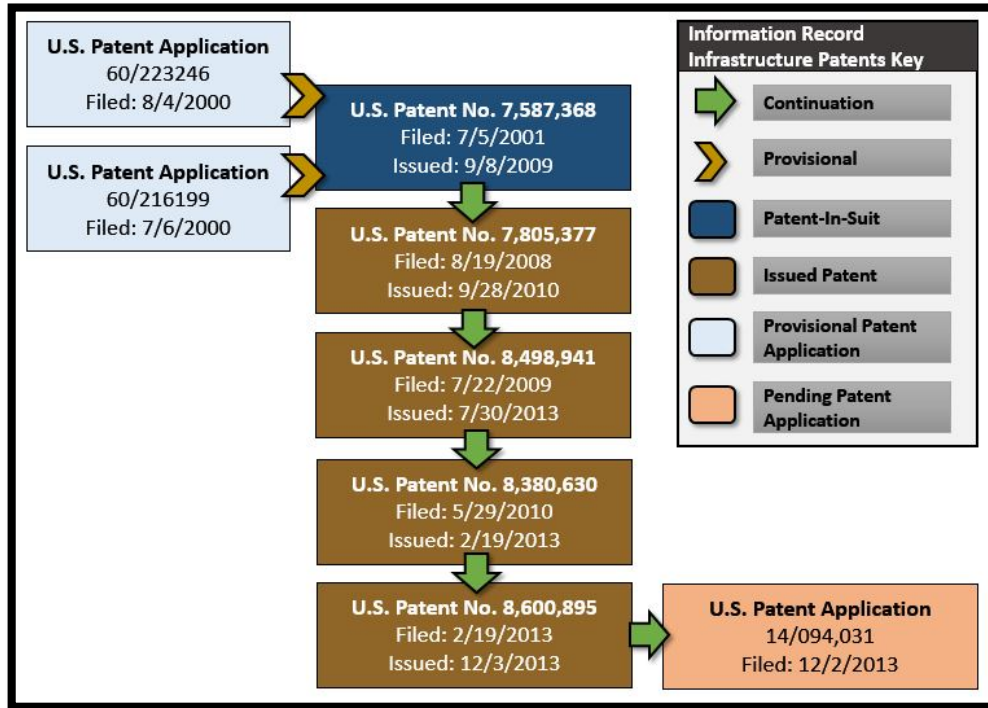 U.S. Patent Application
60/223246
Filed: 8/4/2000
U.S. Patent Application
60/216199
Filed: 7/6/2000
U.S. Patent No. 7,587,368
Filed: 7/5/2001
Issued: 9/8/2009
U.S. Patent No. 7,805,377
Filed: 8/19/2008
Issued: 9/28/2010
U.S. Patent No. 8,498,941
Filed: 7/22/2009
Issued: 7/30/2013
U.S. Patent No. 8,380,630
Filed: 5/29/2010
Issued: 2/19/2013
U.S. Patent No. 8,600,895
Filed: 2/19/2013
Issued: 12/3/2013
U.S. Patent Application
14/094,031
Filed: 12/2/2013
Information Record
Infrastructure Patents Key
Continuation
Provisional
Patent-In-Suit
Issued Patent
Provisional Patent
Application
Pending Patent
Application